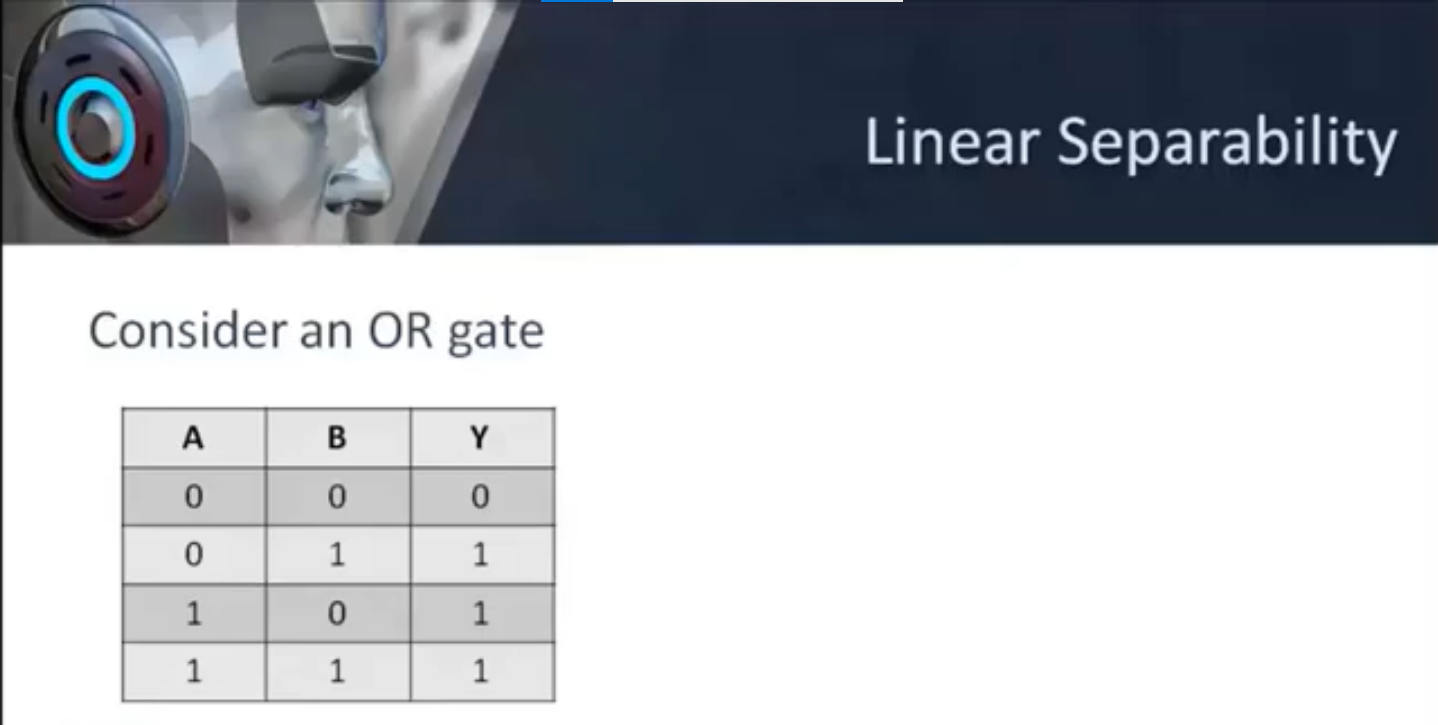 Linear Separability
Consider an OR gate
A B Y
0 0 0
0 1 1
1 0 1
1 1 1